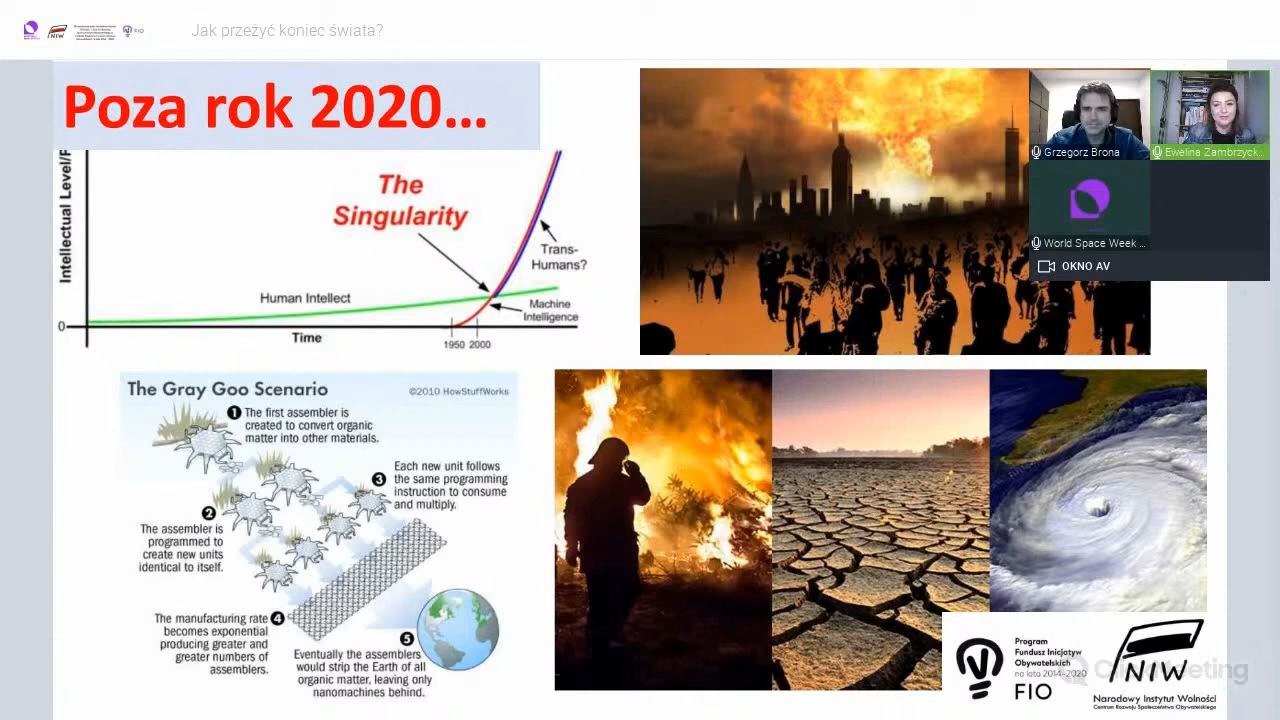 FIO
Jak przeżyć koniec świata?
Poza rok 2020...
Intellectual Level/
The
Singularity
Trans-
Humans?
Human Intellect
Machine
Intelligence
0
Time
1950 2000
Grzegorz Brona
Ewelina Zambrzyck...
World Space Week ...
OKNO AV
The Gray Goo Scenario
©2010 HowStuffWorks
1 The first assembler is
created to convert organic
matter into other materials.
2
The assembler is
programmed to
create new units
identical to itself.
3 Each new unit follows
the same programming
instruction to consume
and multiply.
The manufacturing rate 4
becomes exponential
producing greater and
greater numbers of
assemblers.
5
Eventually the assemblers
would strip the Earth of all
organic matter, leaving only
nanomachines behind.
Program
Fundusz Inicjatyw
Obywatelskich
na lata 2014-2020
FIO
NIW
Narodowy Instytut Wolności
Centrum Rozwoju Społeczeństwa Obywatelskiego
ClickMeeting